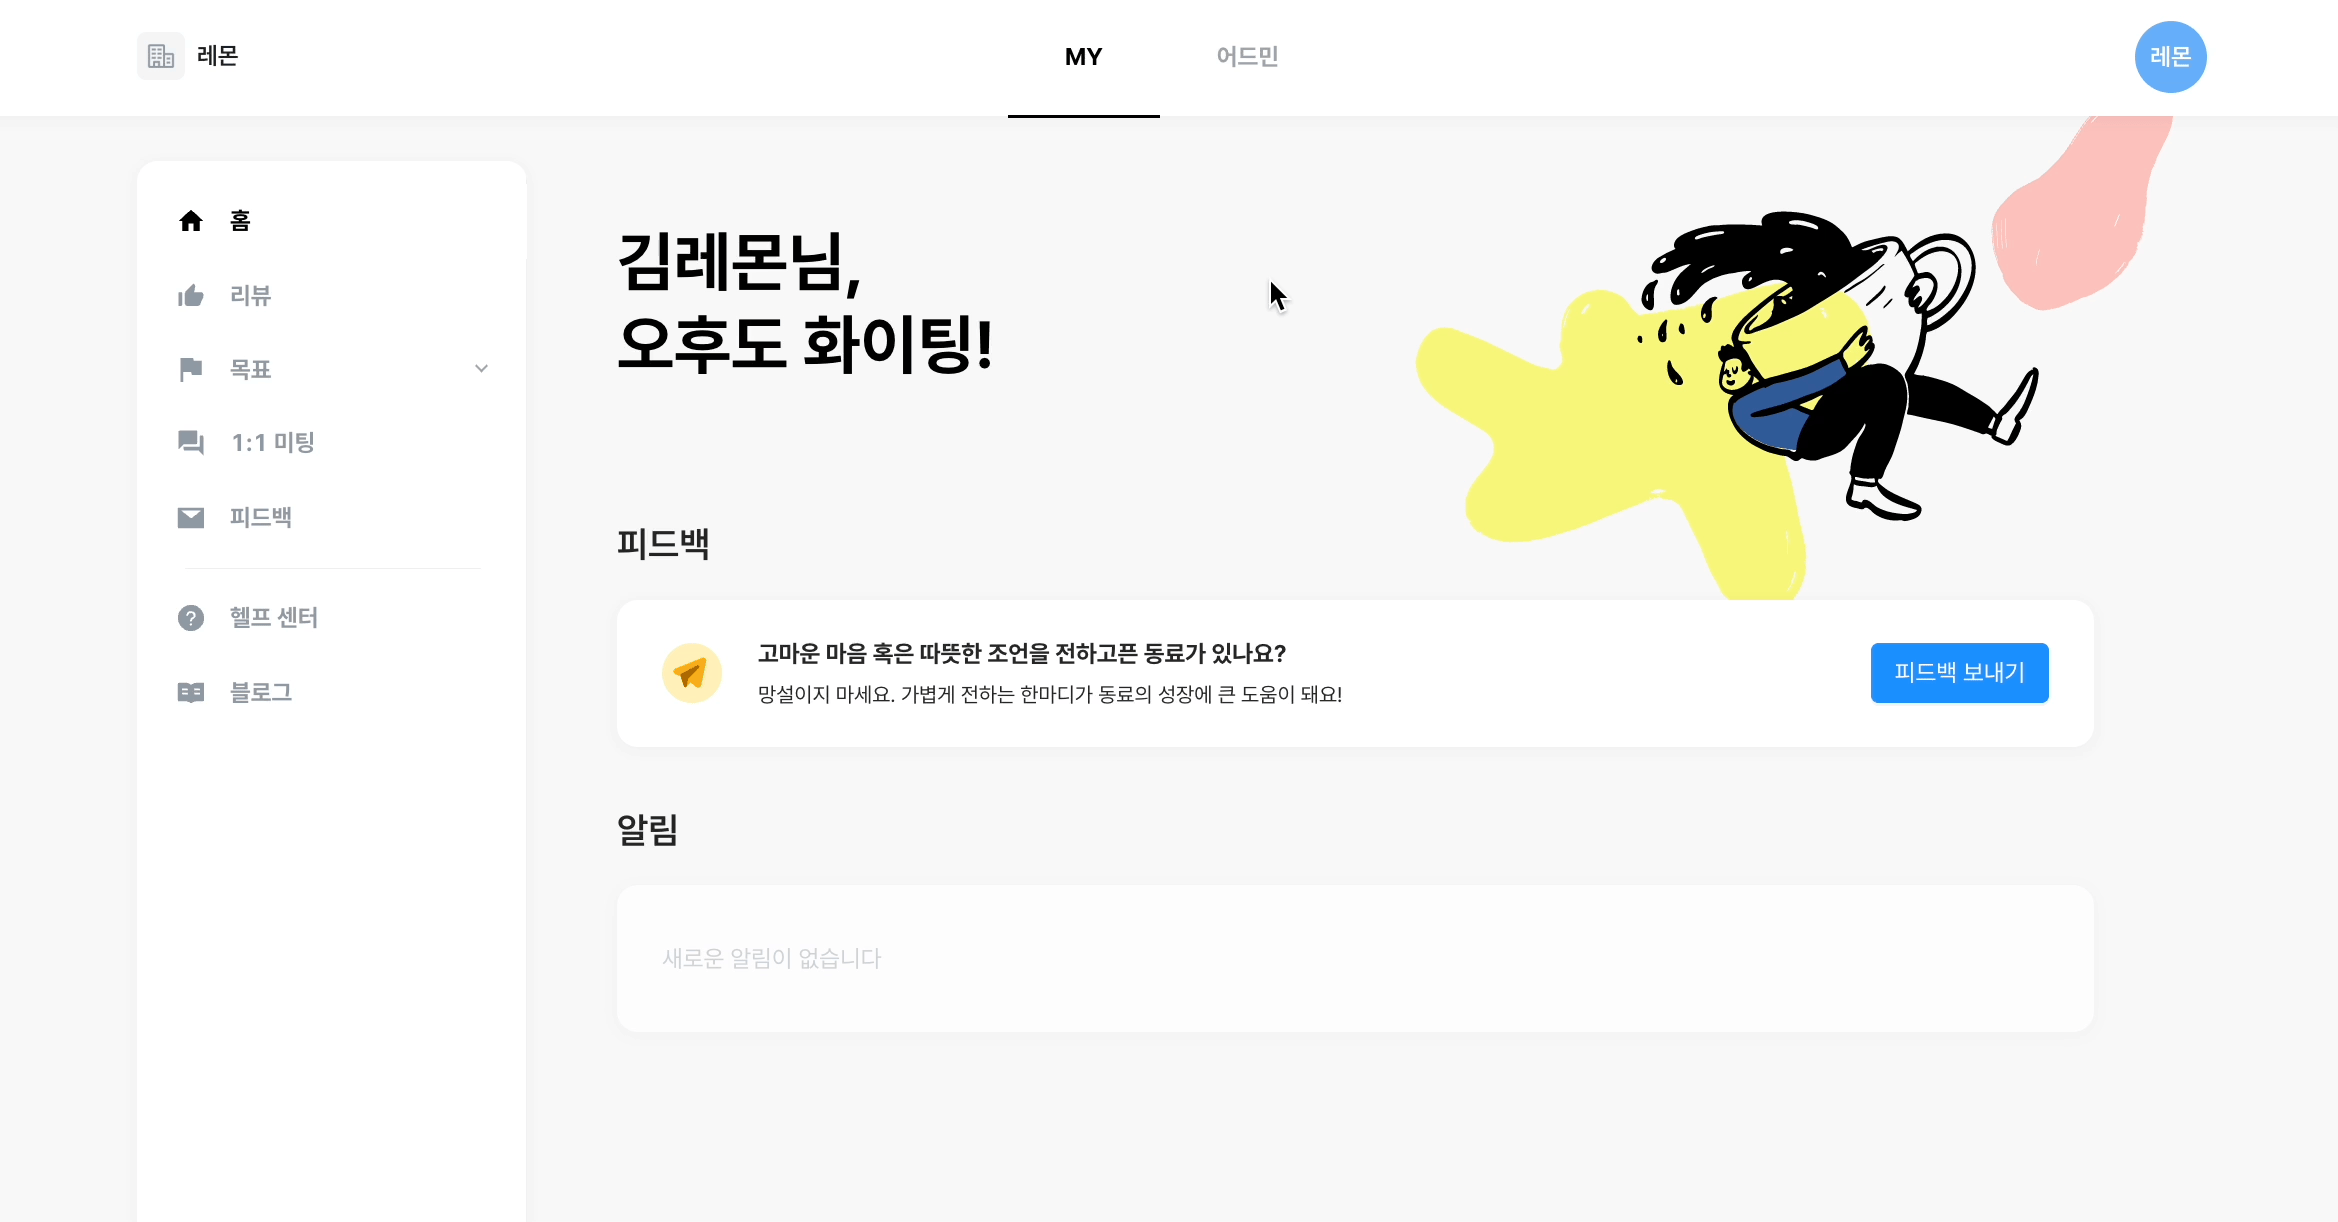 레몬
MY
어드민
레몬
홈
리뷰
목표
1:1 미팅
피드백
헬프 센터
블로그
김레몬님,
오후도 화이팅!
피드백
고마운 마음 혹은 따뜻한 조언을 전하고픈 동료가 있나요?
망설이지 마세요. 가볍게 전하는 한마디가 동료의 성장에 큰 도움이 돼요!
피드백 보내기
알림
새로운 알림이 없습니다